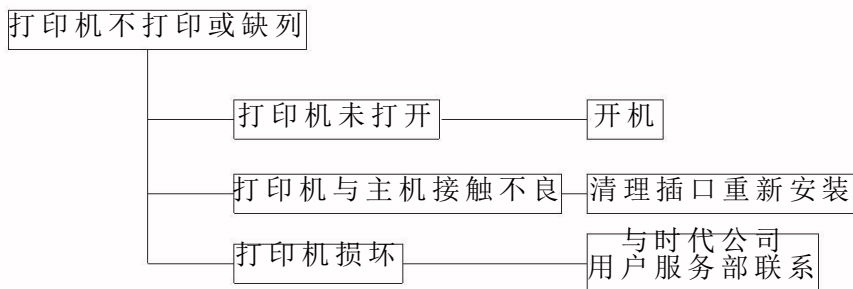 打印机不打印或缺列
打印机未打开
开机
打印机与主机接触不良
清理插口重新安装
打印机损坏
与时代公司
用户服务部联系